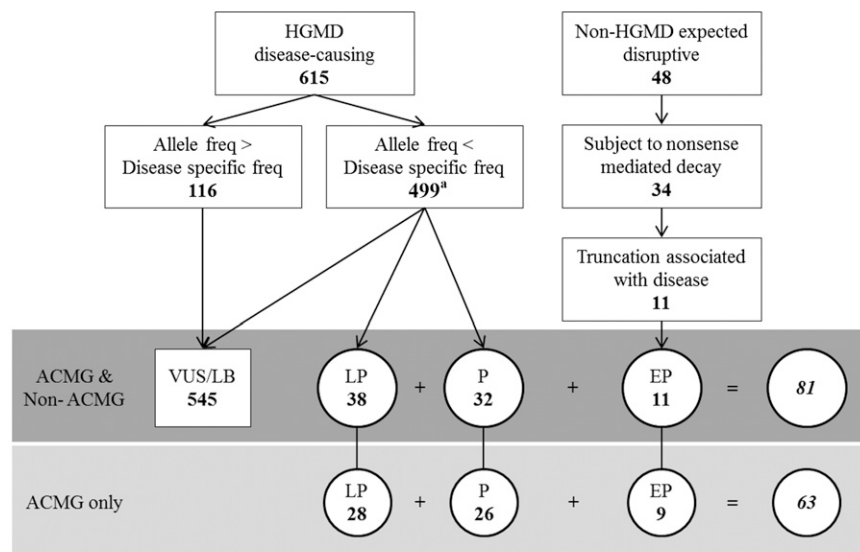 HGMD
disease-causing
615
Non-HGMD expected
disruptive
48
Allele freq >
Disease specific freq
116
Allele freq <
Disease specific freq
499ª
Subject to nonsense
mediated decay
34
Truncation associated
with disease
11
ACMG &
Non- ACMG
VUS/LB
545
LP
38
+
P
32
+
EP
11
=
81
ACMG only
LP
28
+
P
26
+
EP
9
=
63